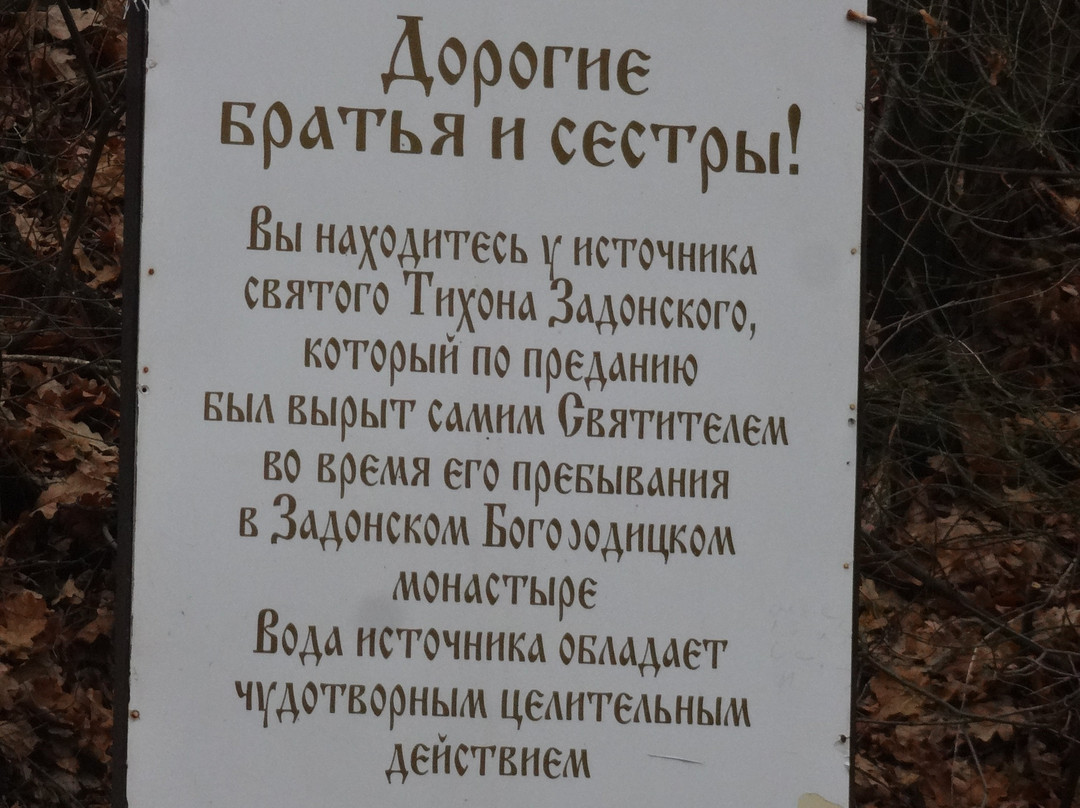 Дорогие
братья и сестры!
Вы находитесь у источника
святого Тихона Задонского,
который по преданию
был вырыт самим Святителем
во время его пребывания
в Задонском Богородицком
монастыре
Вода источника обладает
чудотворным целительным
действием